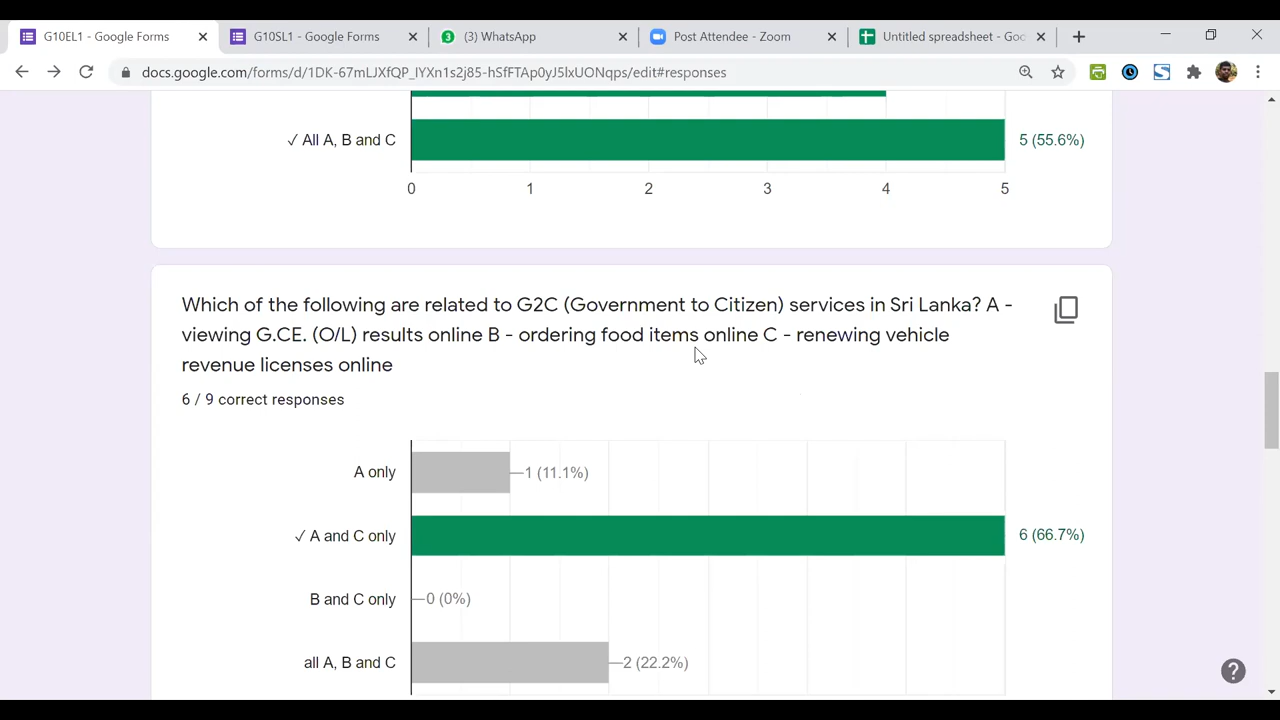 G10EL1 - Google Forms
G10SL1 - Google Forms
(3) WhatsApp
Post Attendee - Zoom
Untitled spreadsheet - Goo
docs.google.com/forms/d/1DK-67mLJXfQP_lYXn1s2j85-hSfFTAp0yJ5lxUONqps/edit#responses
✓ All A, B and C
5 (55.6%)
0 1 2 3 4 5
Which of the following are related to G2C (Government to Citizen) services in Sri Lanka? A -
viewing G.CE. (O/L) results online B - ordering food items online C - renewing vehicle
revenue licenses online
6 / 9 correct responses
A only
1 (11.1%)
✓ A and C only
6 (66.7%)
B and C only
0 (0%)
all A, B and C
2 (22.2%)